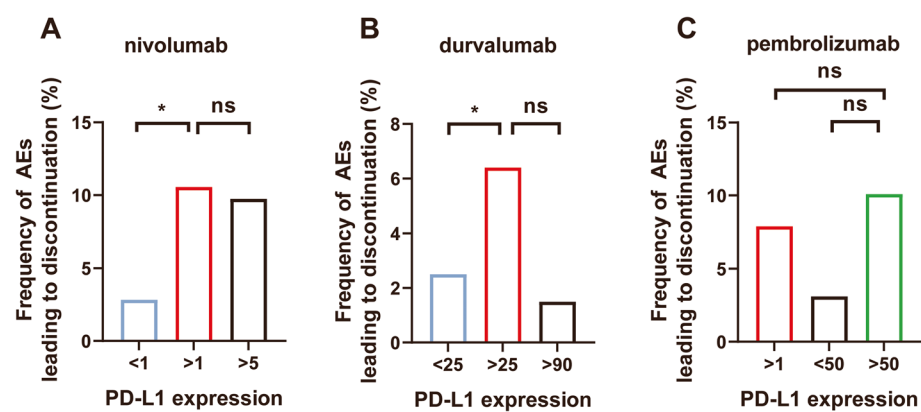 A
nivolumab
Frequency of AEs
leading to discontinuation (%)
15
10
5
0
*
ns
<1
>1
>5
PD-L1 expression
B
durvalumab
Frequency of AEs
leading to discontinuation (%)
8
6
4
2
0
*
ns
<25
>25
>90
PD-L1 expression
C
pembrolizumab
Frequency of AEs
leading to discontinuation (%)
15
10
5
0
ns
ns
>1
<50
>50
PD-L1 expression